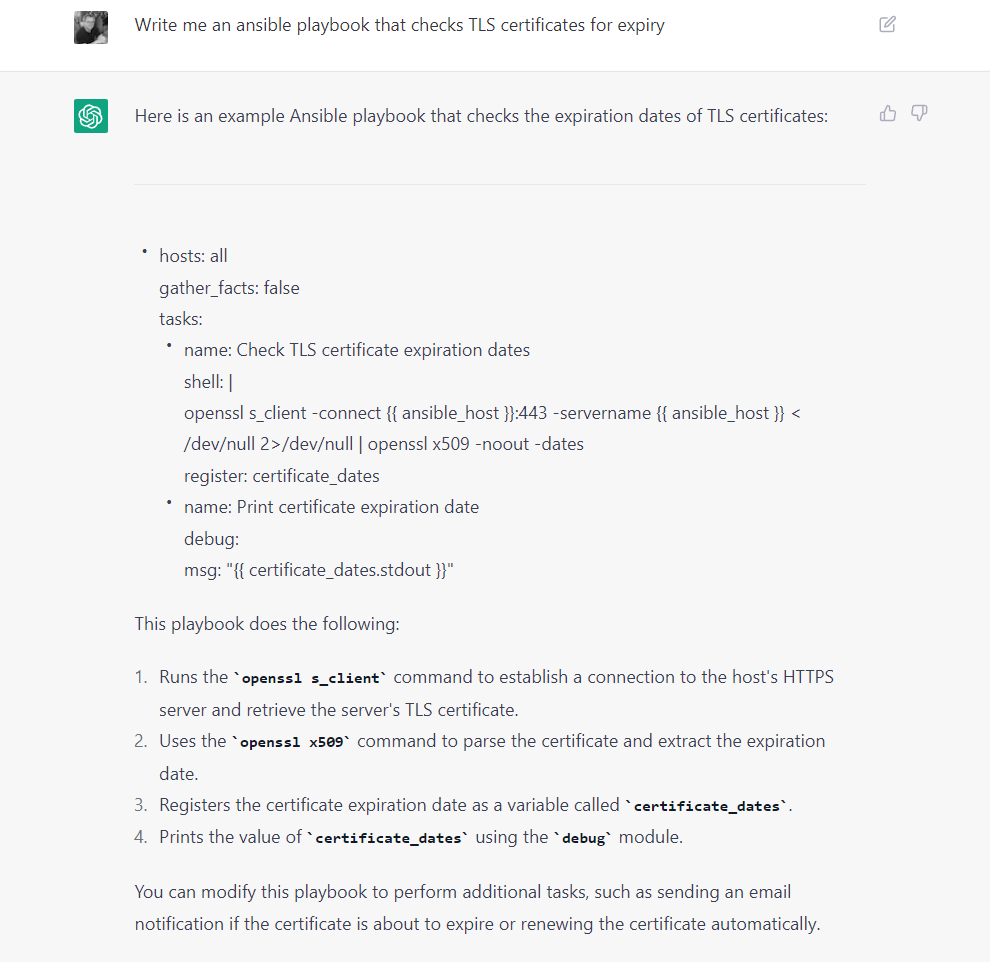 Write me an ansible playbook that checks TLS certificates for expiry
Here is an example Ansible playbook that checks the expiration dates of TLS certificates:
• hosts: all
gather_facts: false
tasks:
• name: Check TLS certificate expiration dates
shell: |
openssl s_client -connect {{ ansible_host }}:443 -servername {{ ansible_host }} <
/dev/null 2>/dev/null | openssl x509 -noout -dates
register: certificate_dates
• name: Print certificate expiration date
debug:
msg: "{{ certificate_dates.stdout }}"
This playbook does the following:
1. Runs the `openssl s_client` command to establish a connection to the host's HTTPS
server and retrieve the server's TLS certificate.
2. Uses the `openssl x509` command to parse the certificate and extract the expiration
date.
3. Registers the certificate expiration date as a variable called `certificate_dates`.
4. Prints the value of `certificate_dates` using the `debug` module.
You can modify this playbook to perform additional tasks, such as sending an email
notification if the certificate is about to expire or renewing the certificate automatically.